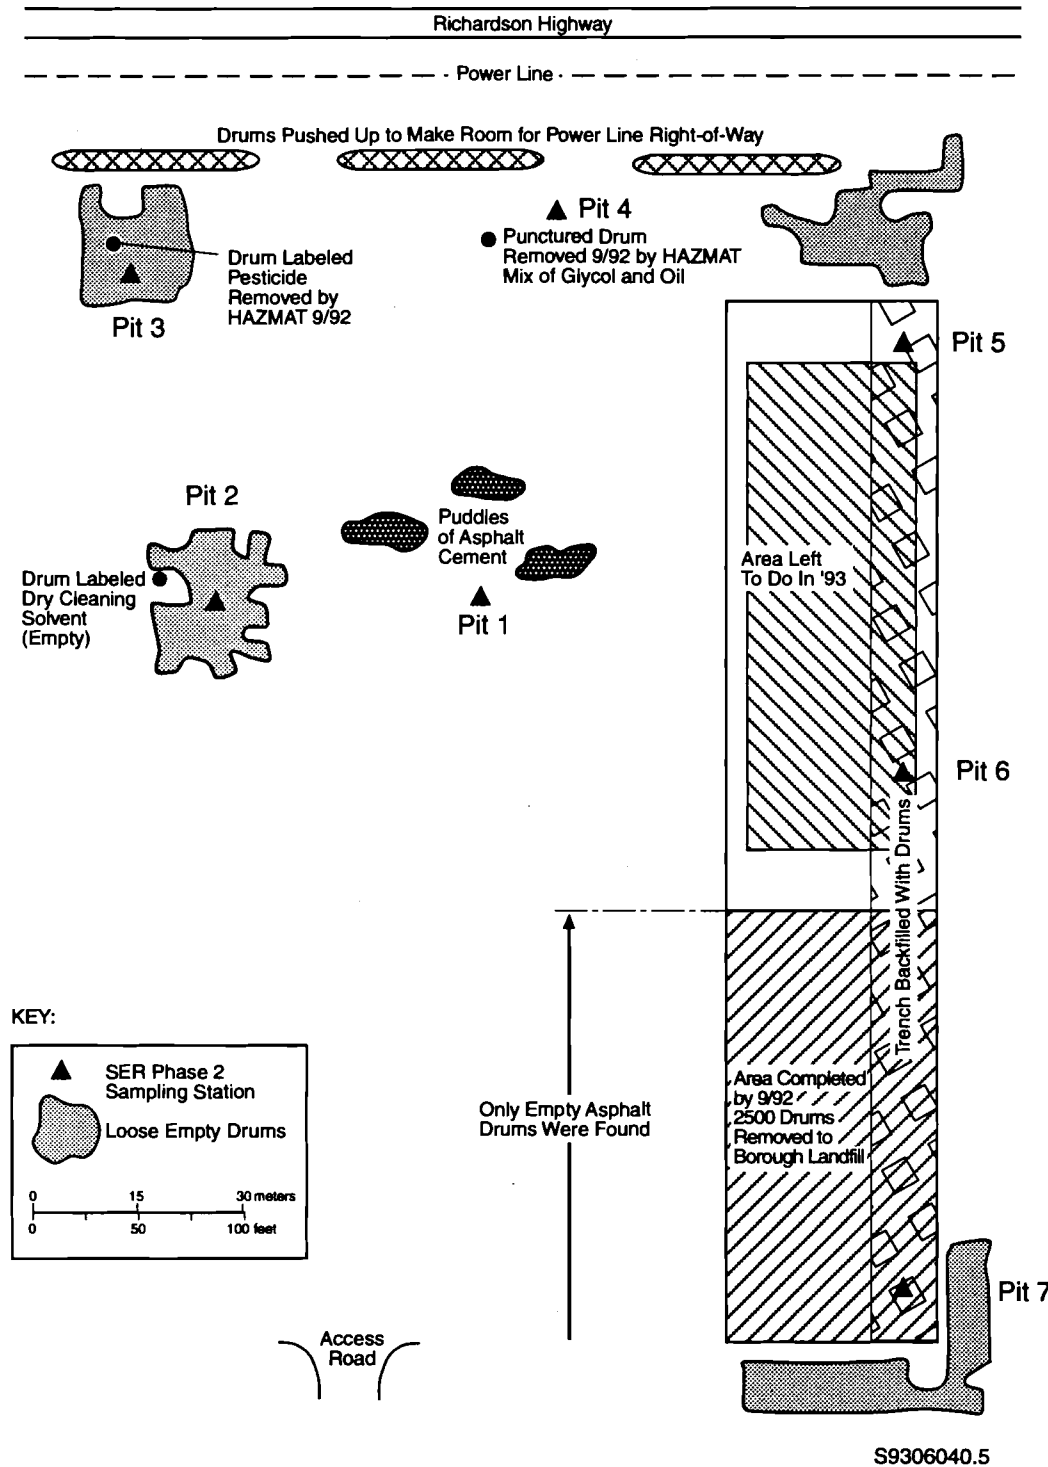 Richardson Highway
Power Line
Drums Pushed Up to Make Room for Power Line Right-of-Way
Pit 4
Punctured Drum
Removed 9/92 by HAZMAT
Mix of Glycol and Oil
Drum Labeled
Pesticide
Removed by
HAZMAT 9/92
Pit 3
Pit 5
Pit 2
Puddles
of Asphalt
Cement
Drum Labeled
Dry Cleaning
Solvent
(Empty)
Pit 1
Area Left
To Do In '93
Pit 6
Trench Backfilled With Drums
KEY:
SER Phase 2
Sampling Station
Loose Empty Drums
0 15 30 meters
0 50 100 feet
Only Empty Asphalt
Drums Were Found
Area Completed
by 9/92
2500 Drums
Removed to
Borough Landfill
Pit 7
Access
Road
S9306040.5